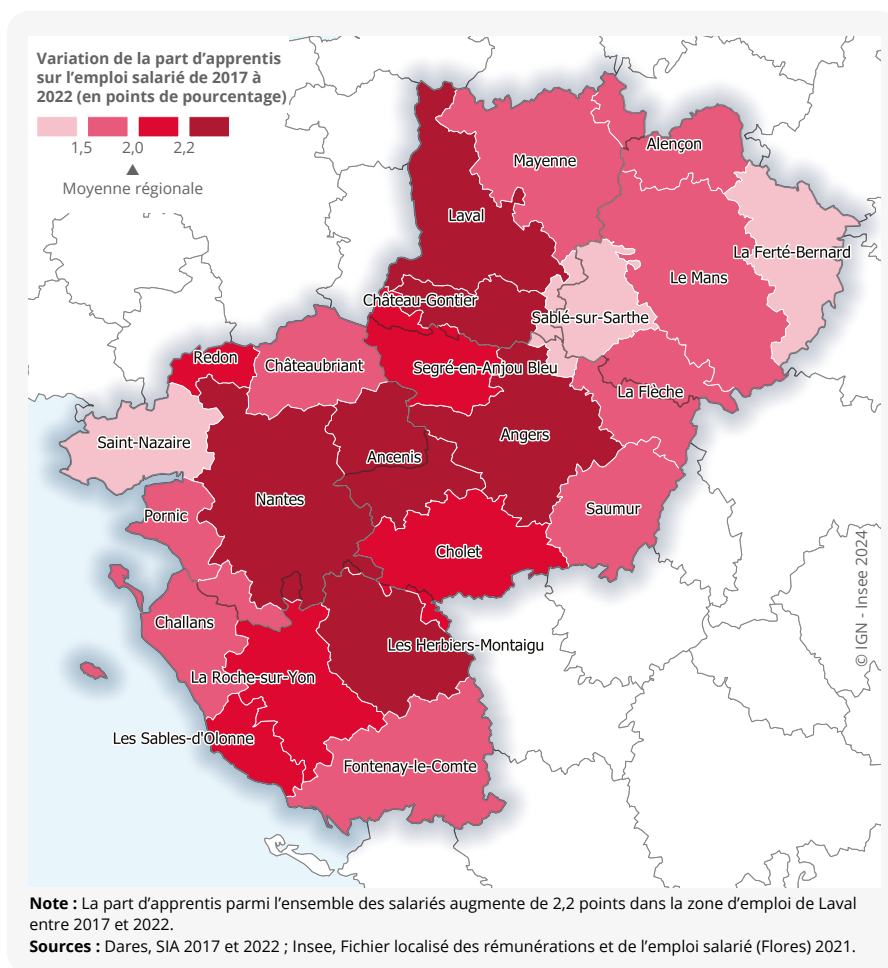 Variation de la part d’apprentis
sur l’emploi salarié de 2017 à
2022 (en points de pourcentage)
1,5 2,0 2,2
Moyenne régionale
Mayenne
Alençon
Laval
La Ferté-Bernard
Le Mans
Château-Gontier
Sablé-sur-Sarthe
Redon
Châteaubriant
Segré-en-Anjou Bleu
La Flèche
Saint-Nazaire
Angers
Ancenis
Nantes
Saumur
Pornic
Cholet
Challans
Les Herbiers-Montaigu
La Roche-sur-Yon
Les Sables-d'Olonne
Fontenay-le-Comte
© IGN - Insee 2024
Note : La part d’apprentis parmi l’ensemble des salariés augmente de 2,2 points dans la zone d’emploi de Laval
entre 2017 et 2022.
Sources : Dares, SIA 2017 et 2022 ; Insee, Fichier localisé des rémunérations et de l’emploi salarié (Flores) 2021.